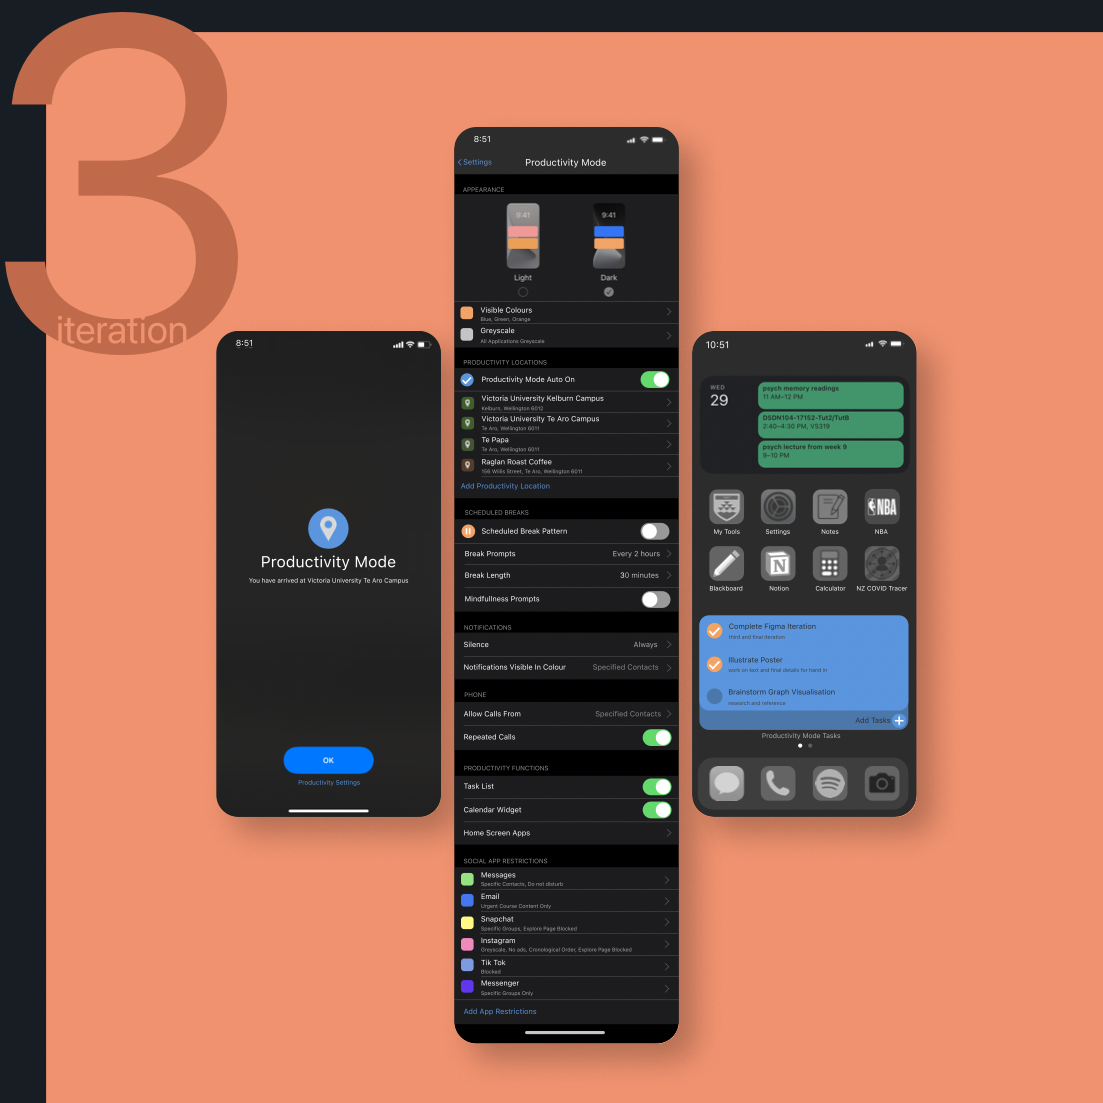 3
iteration
8:51
Productivity Mode
You have arrived at Victoria University Te Aro Campus
OK
Productivity Settings
8:51
Settings
Productivity Mode
APPEARANCE
9:41
9:41
Light
Dark
Visible Colours
Blue, Green, Orange
Greyscale
All Applications Greyscale
PRODUCTIVITY LOCATIONS
Productivity Mode Auto On
Victoria University Kelburn Campus
Kelburn, Wellington 6012
Victoria University Te Aro Campus
Te Aro, Wellington 6011
Te Papa
Te Aro, Wellington 6011
Raglan Roast Coffee
156 Willis Street, Te Aro, Wellington 6011
Add Productivity Location
SCHEDULED BREAKS
Scheduled Break Pattern
Break Prompts Every 2 hours
Break Length 30 minutes
Mindfullness Prompts
NOTIFICATIONS
Silence Always
Notifications Visible In Colour Specified Contacts
PHONE
Allow Calls From Specified Contacts
Repeated Calls
PRODUCTIVITY FUNCTIONS
Task List
Calendar Widget
Home Screen Apps
SOCIAL APP RESTRICTIONS
Messages
Specific Contacts, Do not disturb
Email
Urgent Course Content Only
Snapchat
Specific Groups, Explore Page Blocked
Instagram
Greyscale, No ads, Cronological Order, Explore Page Blocked
Tik Tok
Blocked
Messenger
Specific Groups Only
Add App Restrictions
10:51
WED
29
psych memory readings
11 AM–12 PM
DSDN104-17152-Tut2/TutB
2:40–4:30 PM, VS319
psych lecture from week 9
9–10 PM
NBA
My Tools Settings Notes NBA
N
Blackboard Notion Calculator NZ COVID Tracer
Complete Figma Iteration
third and final iteration
Illustrate Poster
work on text and final details for hand in
Brainstorm Graph Visualisation
research and reference
Add Tasks
Productivity Mode Tasks